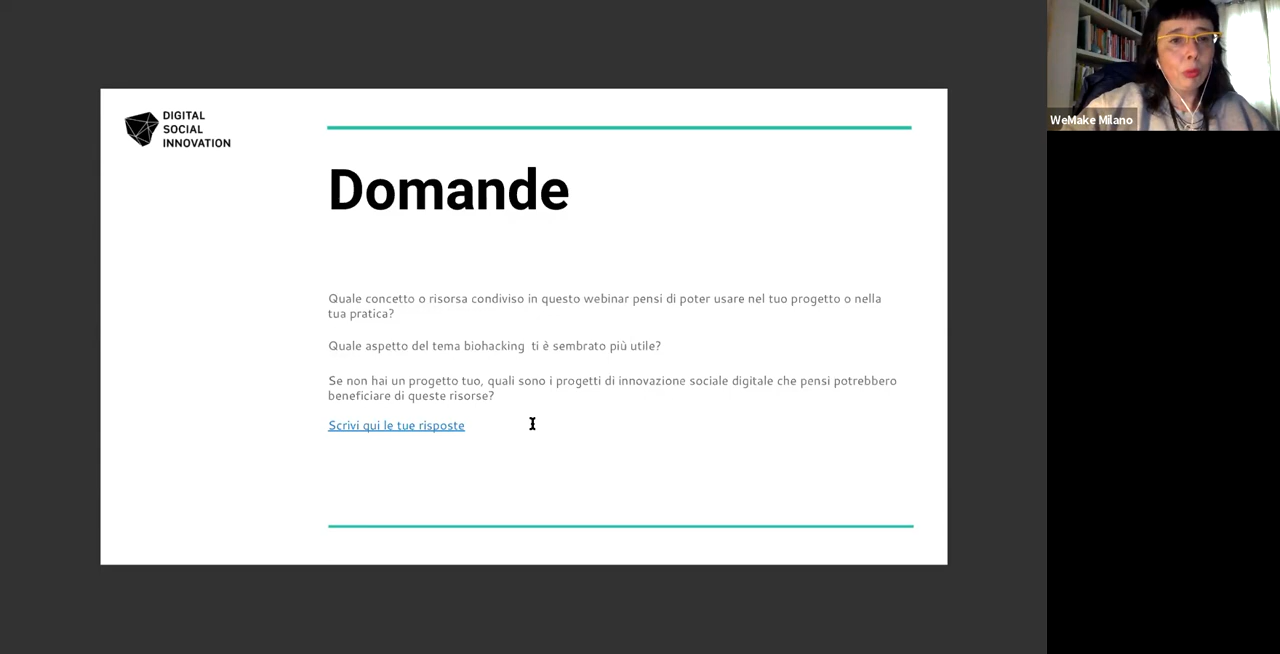 DIGITAL
SOCIAL
INNOVATION
Domande
Quale concetto o risorsa condiviso in questo webinar pensi di poter usare nel tuo progetto o nella
tua pratica?
Quale aspetto del tema biohacking ti è sembrato più utile?
Se non hai un progetto tuo, quali sono i progetti di innovazione sociale digitale che pensi potrebbero
beneficiare di queste risorse?
Scrivi qui le tue risposte
WeMake Milano